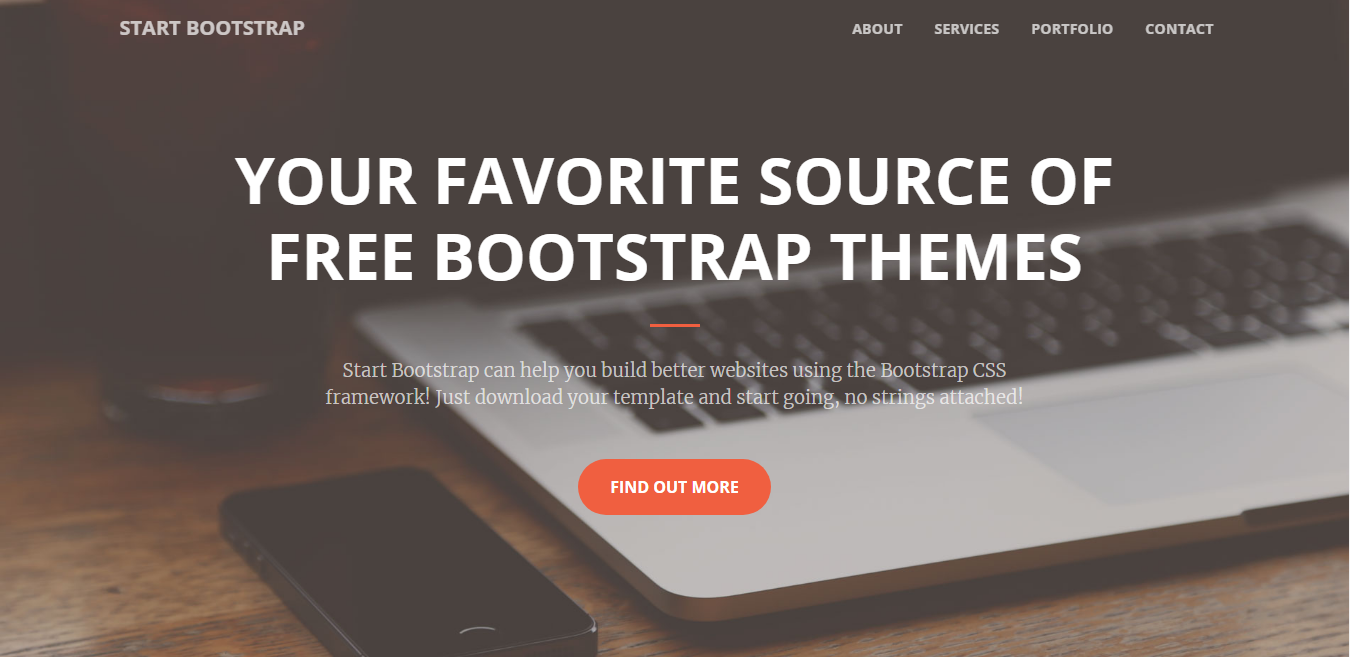 START BOOTSTRAP
ABOUT SERVICES PORTFOLIO CONTACT
YOUR FAVORITE SOURCE OF
FREE BOOTSTRAP THEMES
Start Bootstrap can help you build better websites using the Bootstrap CSS
framework! Just download your template and start going, no strings attached!
FIND OUT MORE